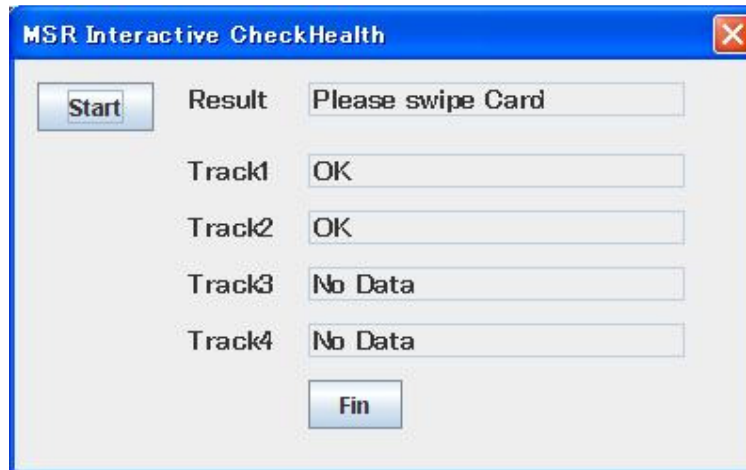 MSR Interactive CheckHealth
Start Result Please swipe Card
Track1 OK
Track2 OK
Track3 No Data
Track4 No Data
Fin